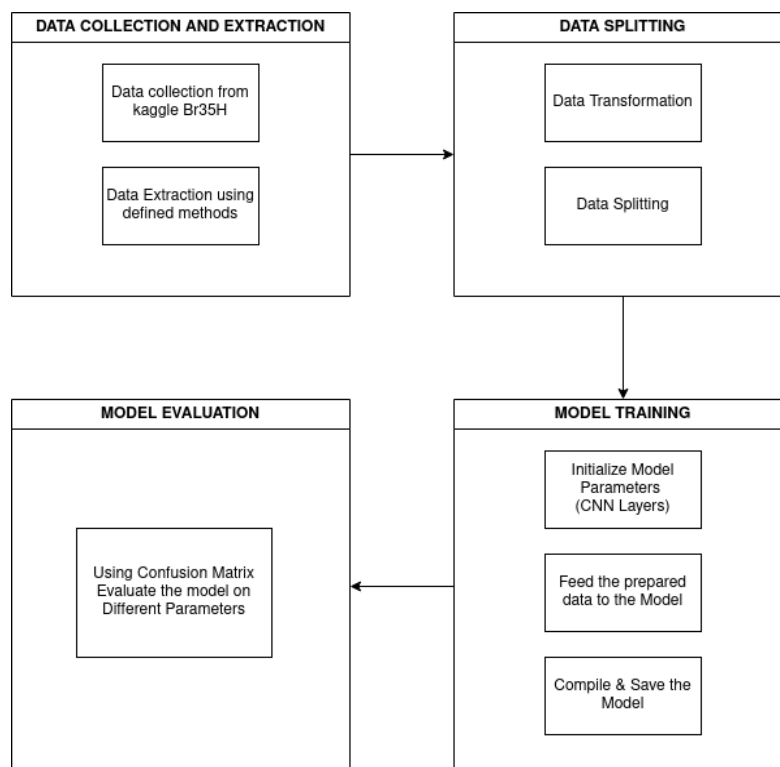 DATA COLLECTION AND EXTRACTION
Data collection from
kaggle Br35H
Data Extraction using
defined methods
DATA SPLITTING
Data Transformation
Data Splitting
MODEL TRAINING
Initialize Model
Parameters
(CNN Layers)
Feed the prepared
data to the Model
Compile & Save the
Model
MODEL EVALUATION
Using Confusion Matrix
Evaluate the model on
Different Parameters